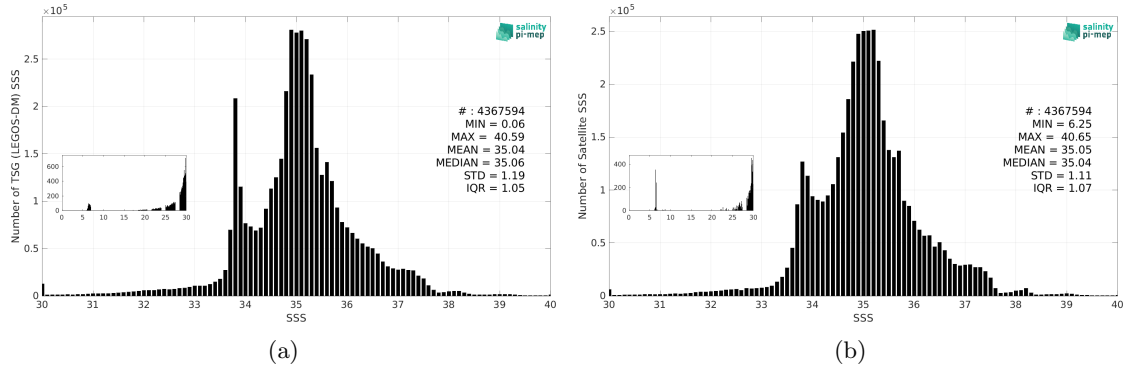 ×10⁵
salinity
pi-mep
2.5
2
1.5
1
0.5
0
Number of TSG (LEGOS-DM) SSS
# : 4367594
MIN = 0.06
MAX = 40.59
MEAN = 35.04
MEDIAN = 35.06
STD = 1.19
IQR = 1.05
600
400
200
0
0 5 10 15 20 25 30
30 31 32 33 34 35 36 37 38 39 40
SSS
(a)
×10⁵
salinity
pi-mep
2.5
2
1.5
1
0.5
0
Number of Satellite SSS
# : 4367594
MIN = 6.25
MAX = 40.65
MEAN = 35.05
MEDIAN = 35.04
STD = 1.11
IQR = 1.07
400
200
0
0 5 10 15 20 25 30
30 31 32 33 34 35 36 37 38 39 40
SSS
(b)